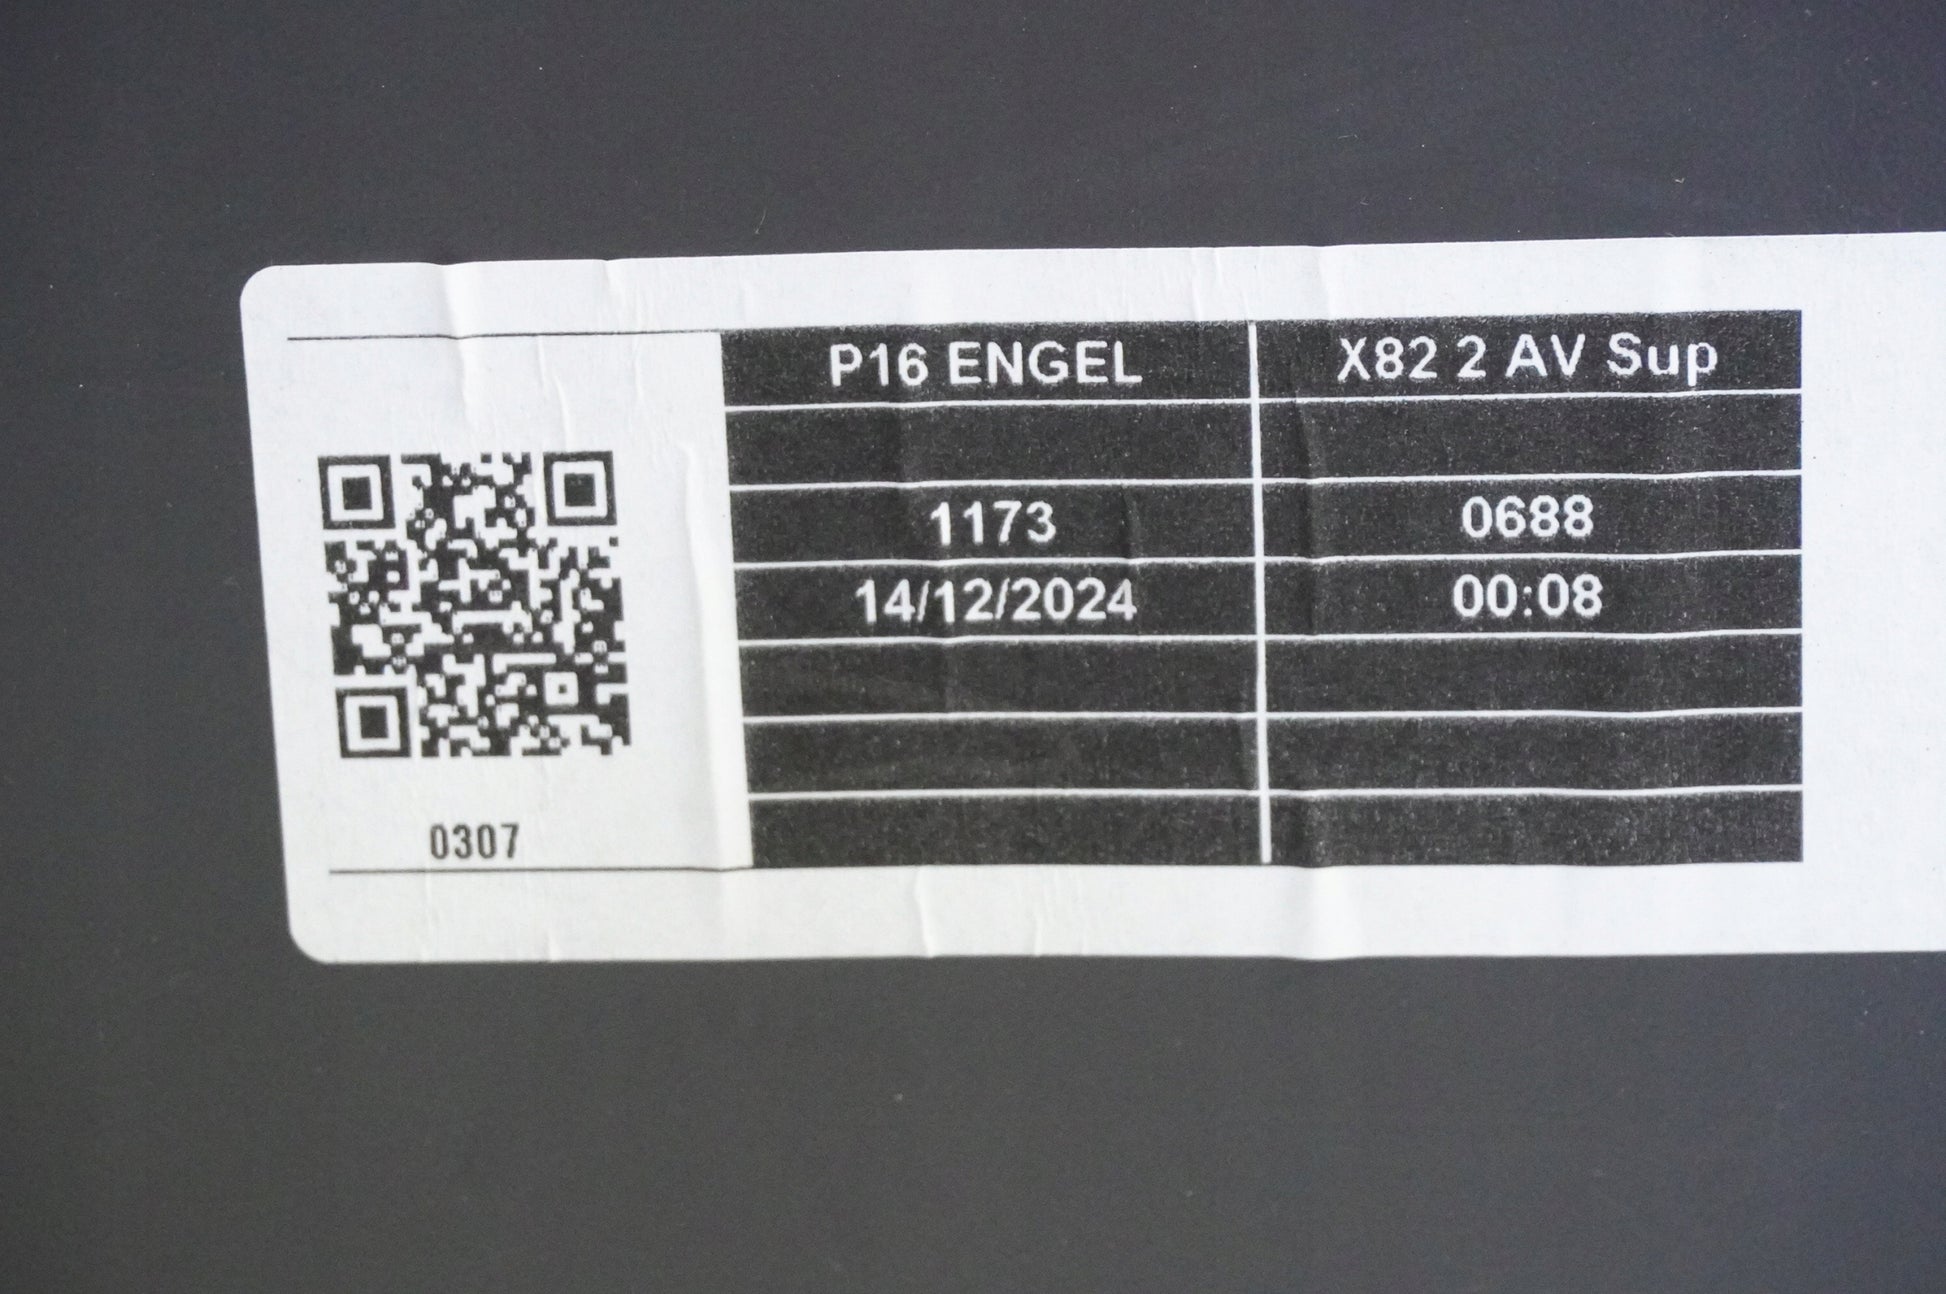 P16 ENGEL X82 2 AV Sup
1173 0688
14/12/2024 00:08
0307